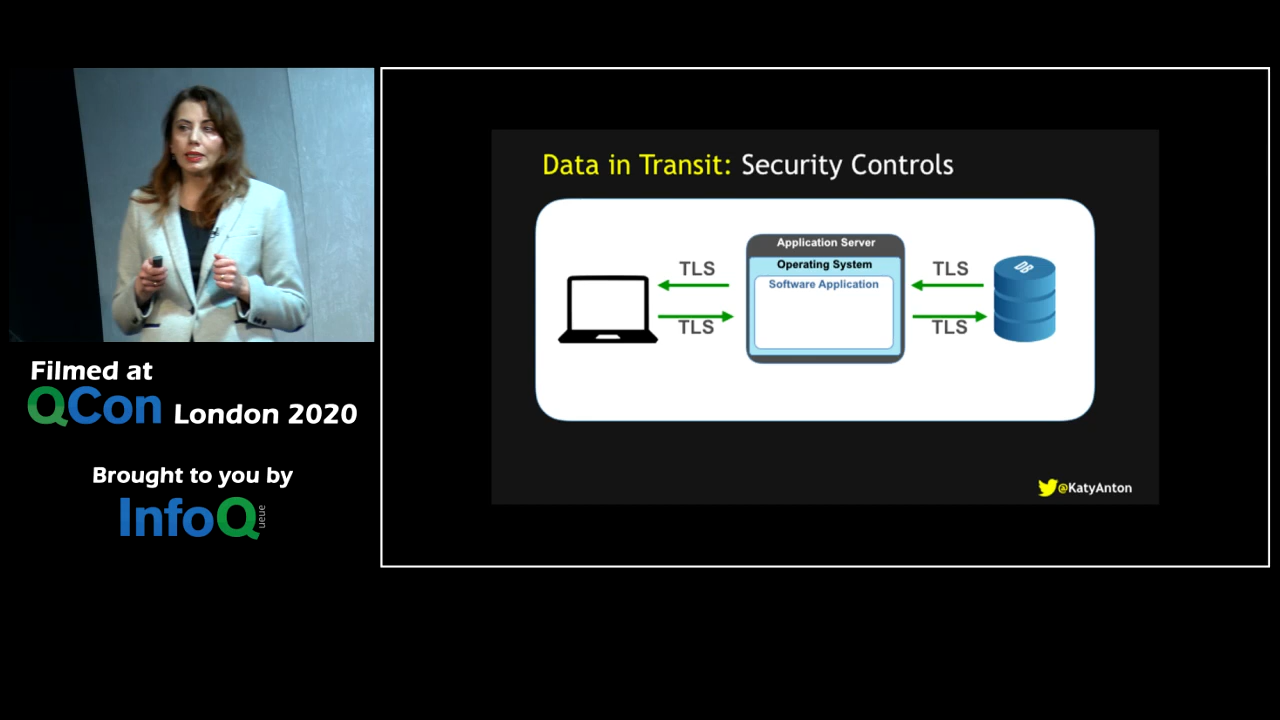 Data in Transit: Security Controls
Application Server
Operating System
Software Application
TLS
TLS
TLS
TLS
DB
@KatyAnton
Filmed at
QCon London 2020
Brought to you by
InfoQueue